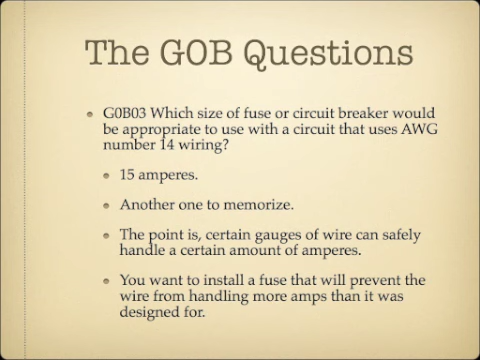 The GOB Questions
G0B03 Which size of fuse or circuit breaker would
be appropriate to use with a circuit that uses AWG
number 14 wiring?
15 amperes.
Another one to memorize.
The point is, certain gauges of wire can safely
handle a certain amount of amperes.
You want to install a fuse that will prevent the
wire from handling more amps than it was
designed for.